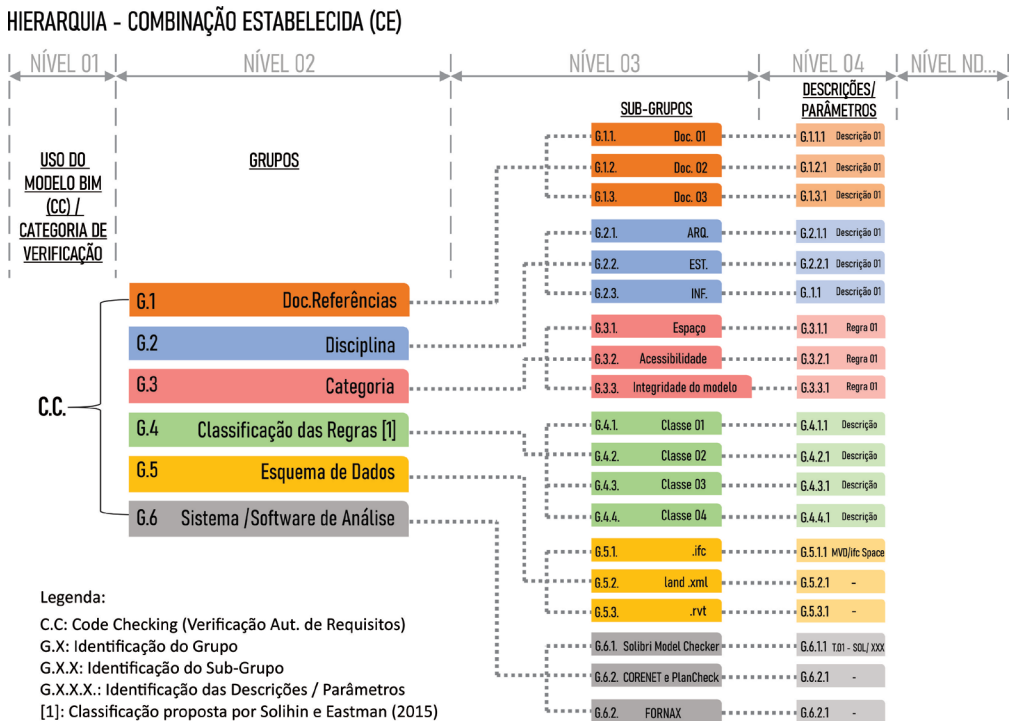 HIERARQUIA - COMBINAÇÃO ESTABELECIDA (CE)
NÍVEL 01
NÍVEL 02
NÍVEL 03
NÍVEL 04
NÍVEL ND...
USO DO
MODELO BIM
(CC) /
CATEGORIA DE
VERIFICAÇÃO
GRUPOS
SUB-GRUPOS
DESCRIÇÕES/
PARÂMETROS
C.C.
G.1 Doc.Referências
G.2 Disciplina
G.3 Categoria
G.4 Classificação das Regras [1]
G.5 Esquema de Dados
G.6 Sistema /Software de Análise
G.1.1. Doc. 01
G.1.2. Doc. 02
G.1.3. Doc. 03
G.2.1. ARQ.
G.2.2. EST.
G.2.3. INF.
G.3.1. Espaço
G.3.2. Acessibilidade
G.3.3. Integridade do modelo
G.4.1. Classe 01
G.4.2. Classe 02
G.4.3. Classe 03
G.4.4. Classe 04
G.5.1. .ifc
G.5.2. land .xml
G.5.3. .rvt
G.6.1. Solibri Model Checker
G.6.2. CORENET e PlanCheck
G.6.2. FORNAX
G.1.1.1 Descrição 01
G.1.2.1 Descrição 01
G.1.3.1 Descrição 01
G.2.1.1 Descrição 01
G.2.2.1 Descrição 01
G..1.1 Descrição 01
G.3.1.1 Regra 01
G.3.2.1 Regra 01
G.3.3.1 Regra 01
G.4.1.1 Descrição
G.4.2.1 Descrição
G.4.3.1 Descrição
G.4.4.1 Descrição
G.5.1.1 MVD/ifc Space
G.5.2.1 -
G.5.3.1 -
G.6.1.1 T.01 - SOL/ XXX
G.6.2.1 -
G.6.2.1 -
Legenda:
C.C: Code Checking (Verificação Aut. de Requisitos)
G.X: Identificação do Grupo
G.X.X: Identificação do Sub-Grupo
G.X.X.X.: Identificação das Descrições / Parâmetros
[1]: Classificação proposta por Solihin e Eastman (2015)